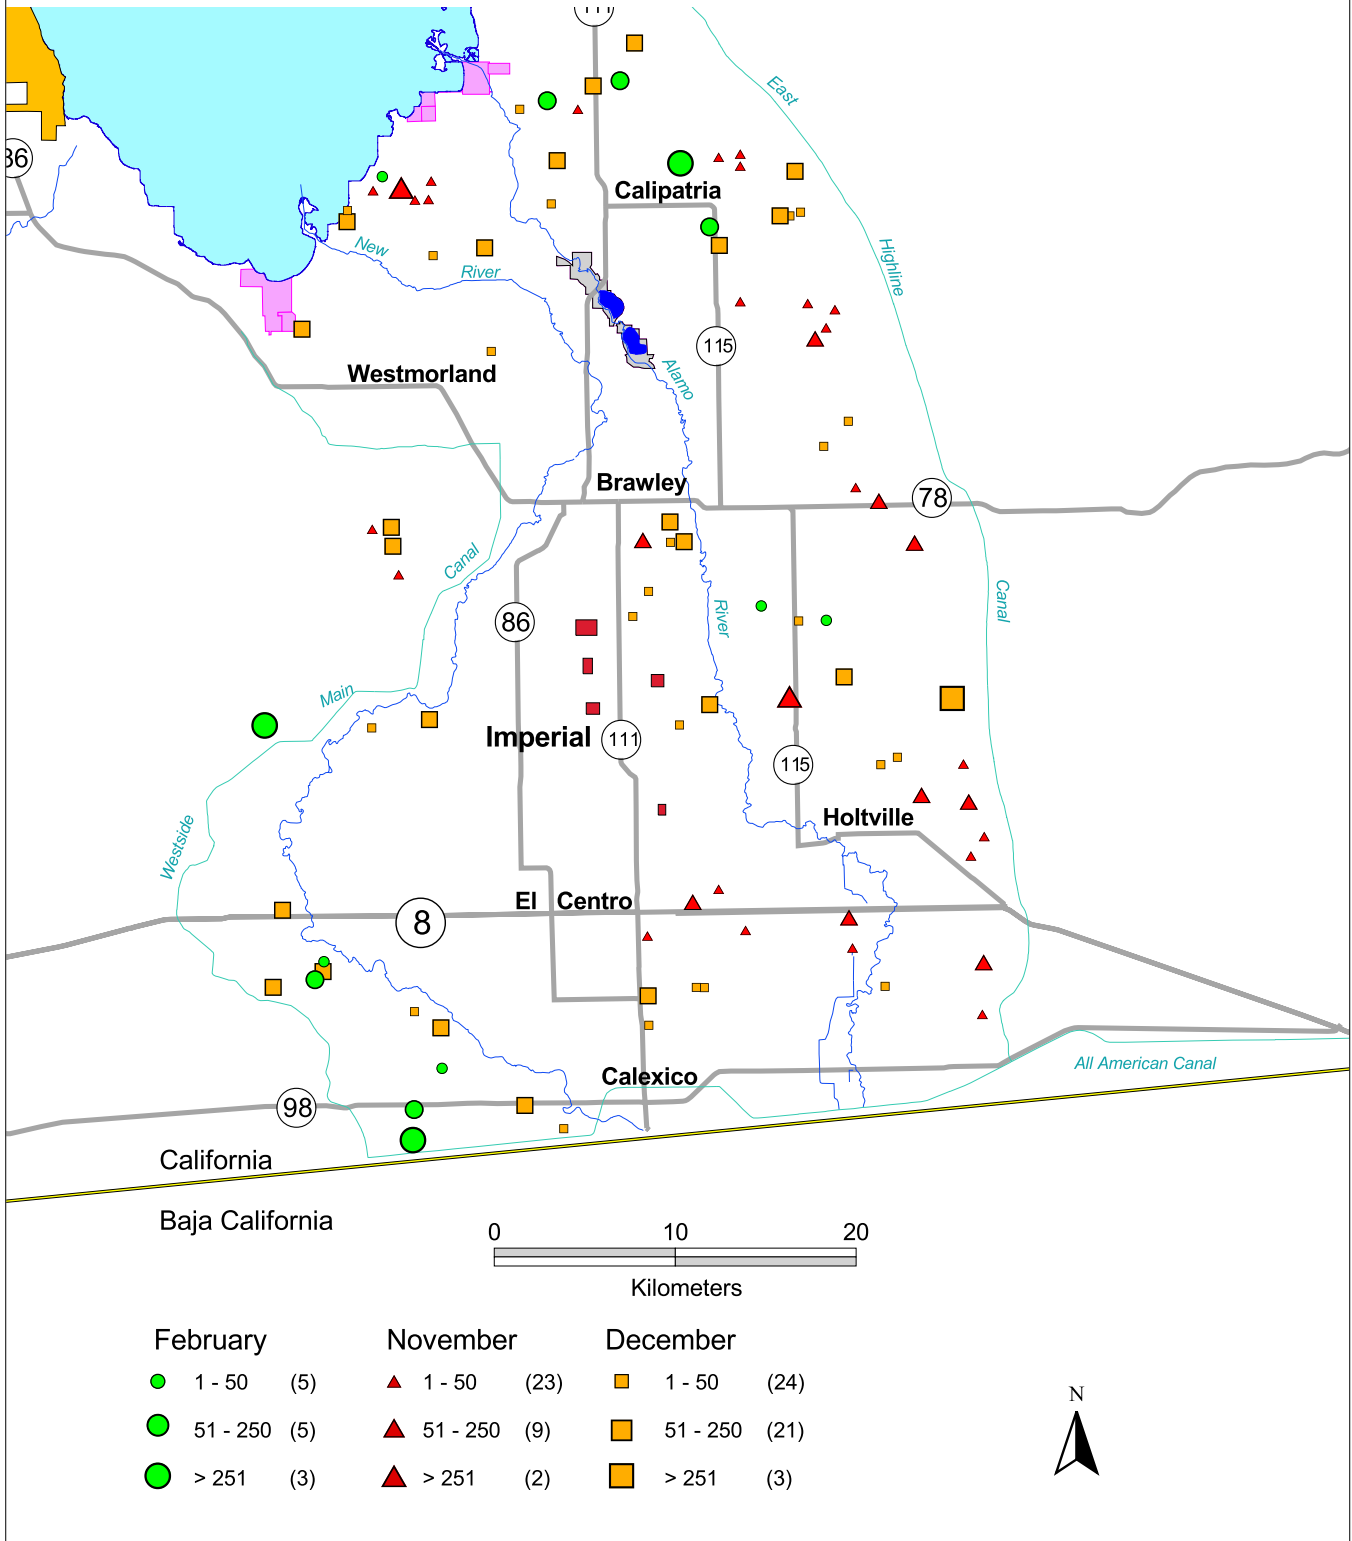 111
East
86
Calipatria
Highline
New
River
115
Alamo
Westmorland
Brawley
78
Canal
86
River
Canal
Main
Imperial
111
115
Holtville
Westside
El Centro
8
All American Canal
Calexico
98
California
Baja California
0 10 20
Kilometers
February November December
1 - 50 (5) 1 - 50 (23) 1 - 50 (24)
51 - 250 (5) 51 - 250 (9) 51 - 250 (21)
> 251 (3) > 251 (2) > 251 (3)
N